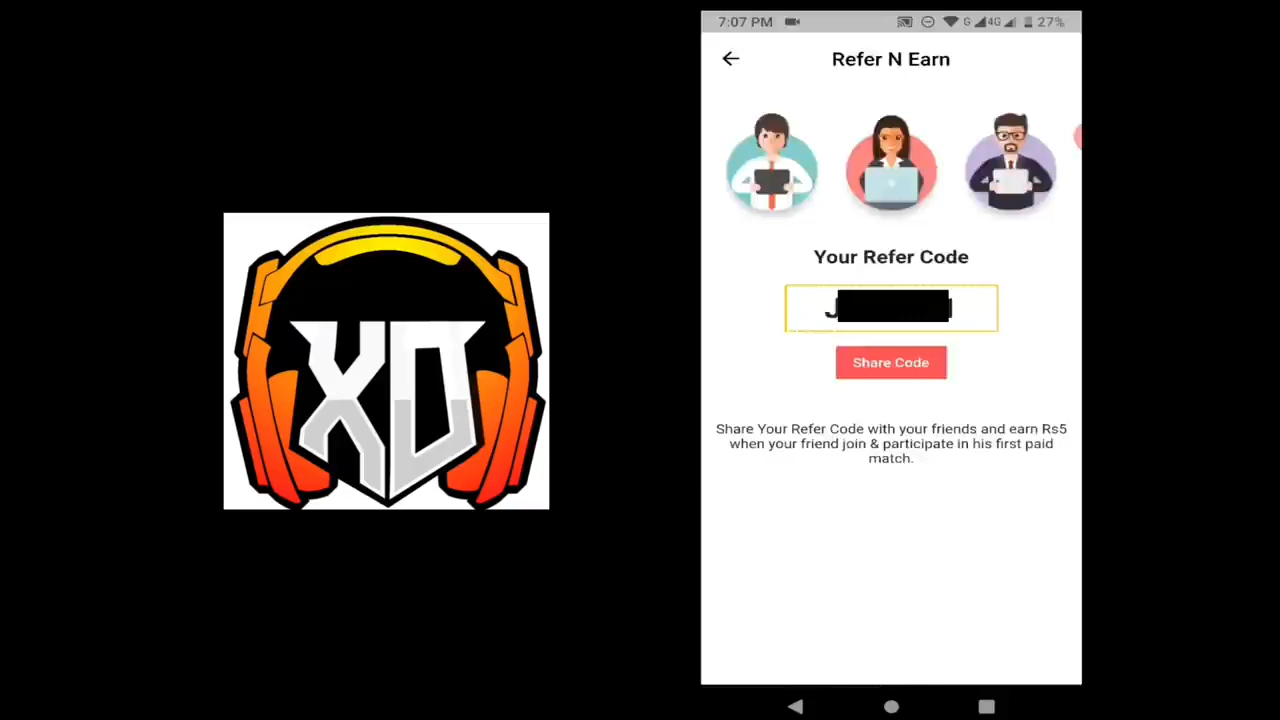 XD
7:07 PM
G
4G
27%
Refer N Earn
Your Refer Code
Share Code
Share Your Refer Code with your friends and earn Rs5
when your friend join & participate in his first paid
match.